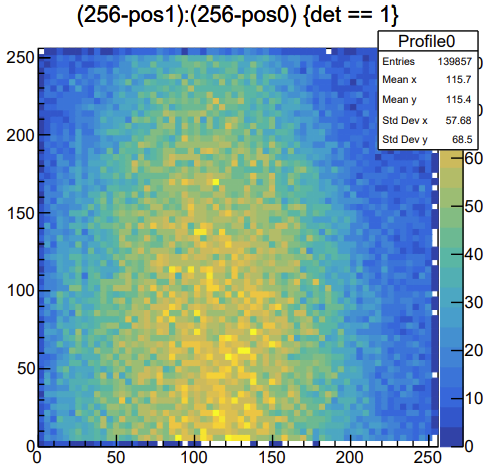 (256-pos1):(256-pos0) {det == 1}
Profile0
Entries 139857
Mean x 115.7
Mean y 115.4
Std Dev x 57.68
Std Dev y 68.5
250
200
150
100
50
0
0 50 100 150 200 250
60
50
40
30
20
10
0